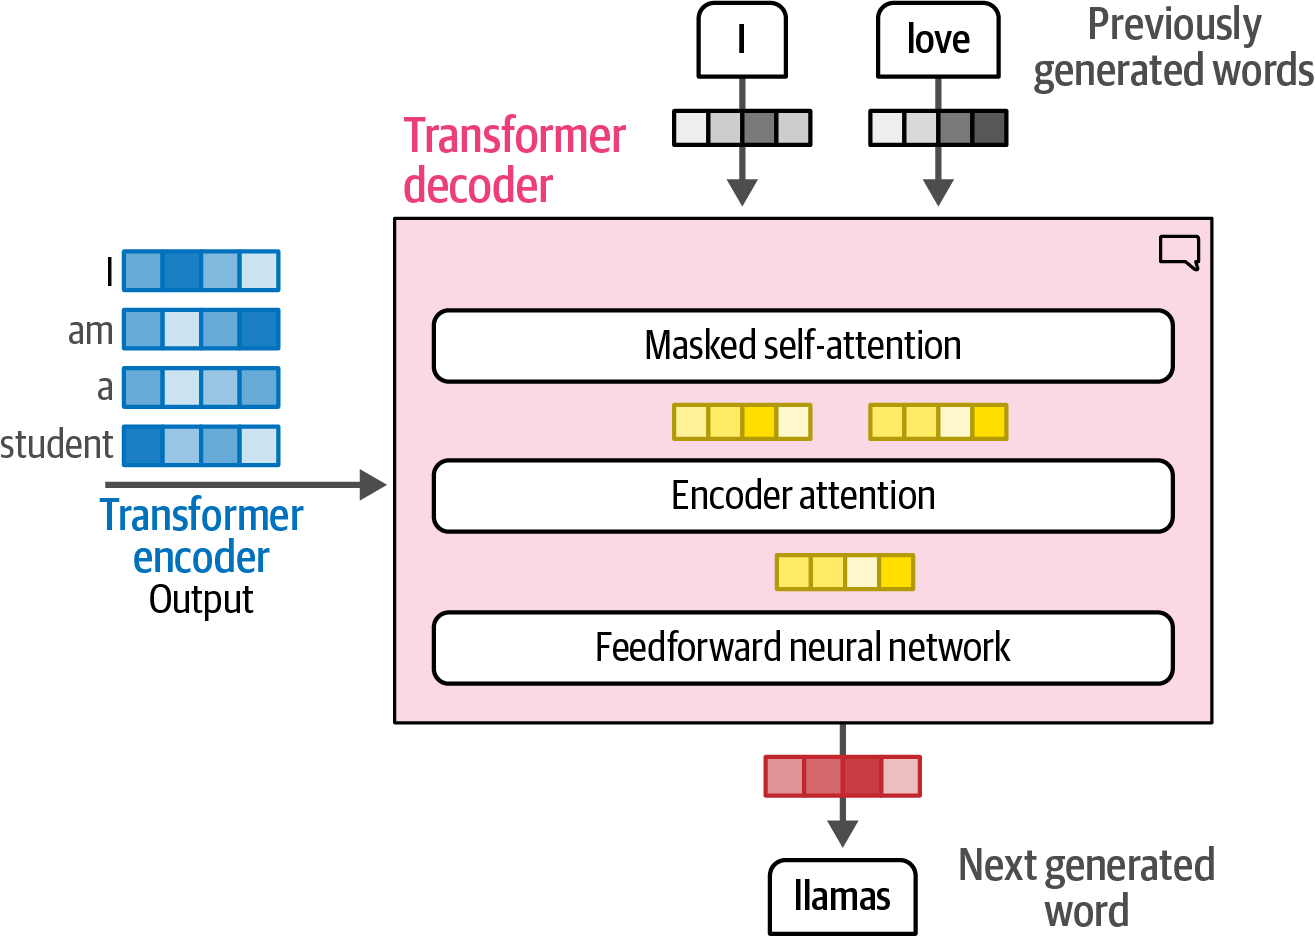 I
love
Previously
generated words
Transformer
decoder
I
am
a
student
Transformer
encoder
Output
Masked self-attention
Encoder attention
Feedforward neural network
llamas
Next generated
word